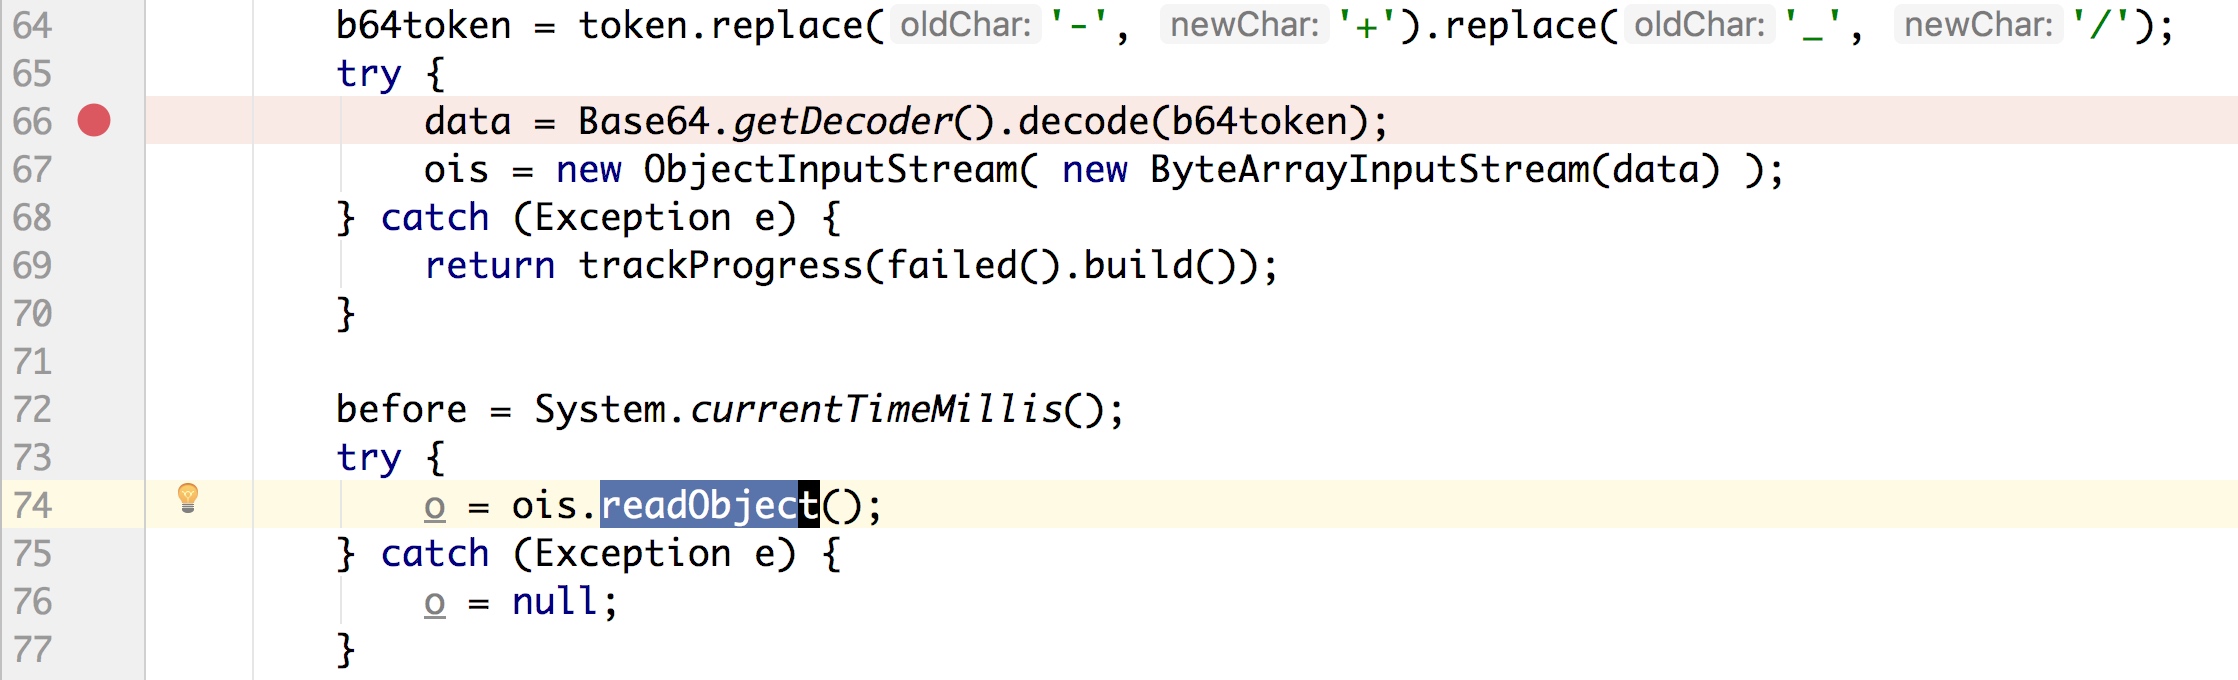 64 b64token = token.replace( oldChar: '-', newChar: '+').replace( oldChar: '_', newChar: '/');
65 try {
66 data = Base64.getDecoder().decode(b64token);
67 ois = new ObjectInputStream( new ByteArrayInputStream(data) );
68 } catch (Exception e) {
69 return trackProgress(failed().build());
70 }
71
72 before = System.currentTimeMillis();
73 try {
74 o = ois.readObject();
75 } catch (Exception e) {
76 o = null;
77 }